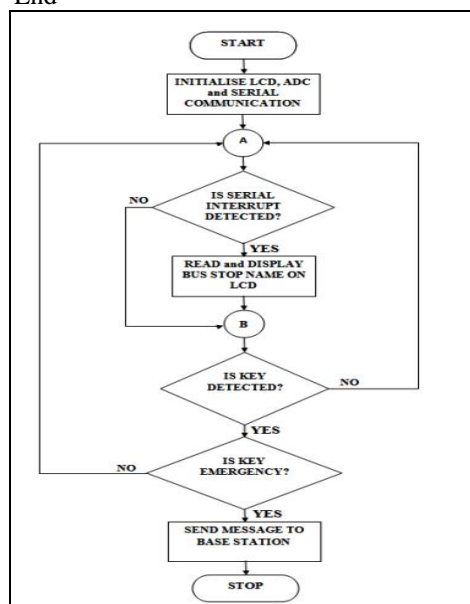 End
START
INITIALISE LCD, ADC
and SERIAL
COMMUNICATION
A
NO
IS SERIAL
INTERRUPT
DETECTED?
YES
READ and DISPLAY
BUS STOP NAME ON
LCD
B
IS KEY
DETECTED?
NO
YES
NO
IS KEY
EMERGENCY?
YES
SEND MESSAGE TO
BASE STATION
STOP